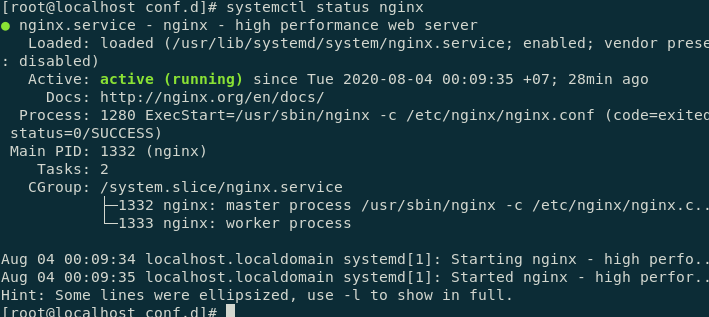 [root@localhost conf.d]# systemctl status nginx
● nginx.service - nginx - high performance web server
   Loaded: loaded (/usr/lib/systemd/system/nginx.service; enabled; vendor prese
: disabled)
   Active: active (running) since Tue 2020-08-04 00:09:35 +07; 28min ago
     Docs: http://nginx.org/en/docs/
  Process: 1280 ExecStart=/usr/sbin/nginx -c /etc/nginx/nginx.conf (code=exited
 status=0/SUCCESS)
 Main PID: 1332 (nginx)
    Tasks: 2
   CGroup: /system.slice/nginx.service
           ├─1332 nginx: master process /usr/sbin/nginx -c /etc/nginx/nginx.c..
           └─1333 nginx: worker process

Aug 04 00:09:34 localhost.localdomain systemd[1]: Starting nginx - high perfo..
Aug 04 00:09:35 localhost.localdomain systemd[1]: Started nginx - high perfor..
Hint: Some lines were ellipsized, use -l to show in full.
[root@localhost conf.d]#